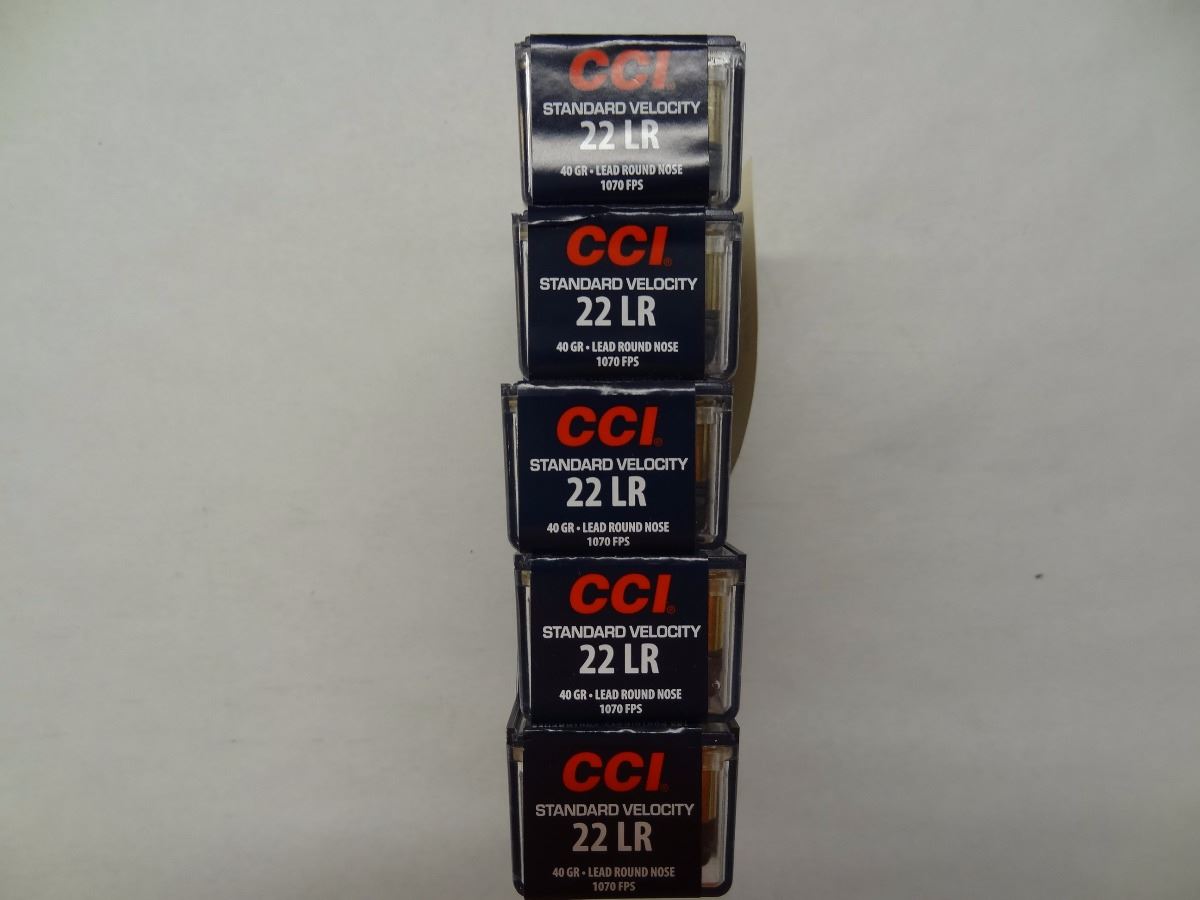 CCI
STANDARD VELOCITY
22 LR
40 GR • LEAD ROUND NOSE
1070 FPS
CCI®
STANDARD VELOCITY
22 LR
40 GR • LEAD ROUND NOSE
1070 FPS
CCI®
STANDARD VELOCITY
22 LR
40 GR • LEAD ROUND NOSE
1070 FPS
CCI®
STANDARD VELOCITY
22 LR
40 GR • LEAD ROUND NOSE
1070 FPS
CCI®
STANDARD VELOCITY
22 LR
40 GR • LEAD ROUND NOSE
1070 FPS